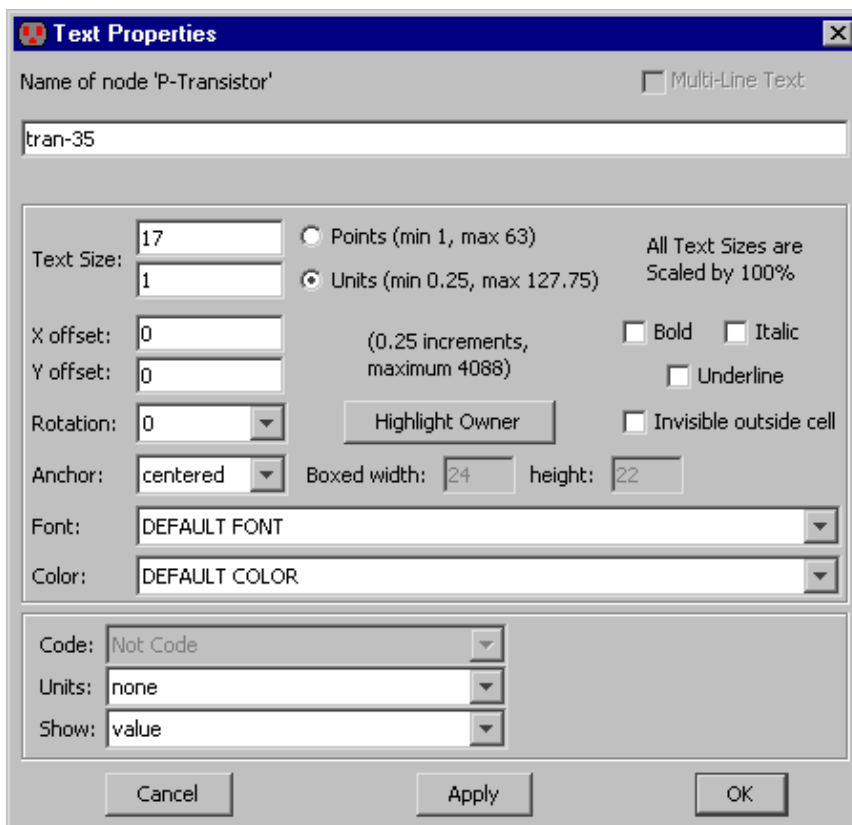 Text Properties
Name of node 'P-Transistor'
Multi-Line Text
tran-35
Text Size:
17
Points (min 1, max 63)
1
Units (min 0.25, max 127.75)
All Text Sizes are
Scaled by 100%
X offset:
0
Y offset:
0
(0.25 increments,
maximum 4088)
Bold
Italic
Underline
Rotation:
0
Highlight Owner
Invisible outside cell
Anchor:
centered
Boxed width:
24
height:
22
Font:
DEFAULT FONT
Color:
DEFAULT COLOR
Code:
Not Code
Units:
none
Show:
value
Cancel
Apply
OK